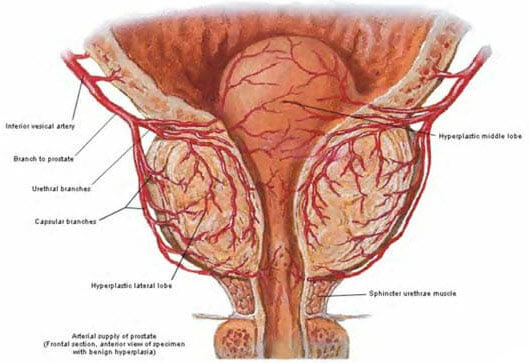 Inferior vesical artery
Branch to prostate
Urethrial branches
Capsular branches
Hyperplastic lateral lobe
Hyperplastic middle lobe
Sphincter urethrae muscle
Arterial supply of prostate
(Frontal section, anterior view of specimen
with benign hyperplasia)